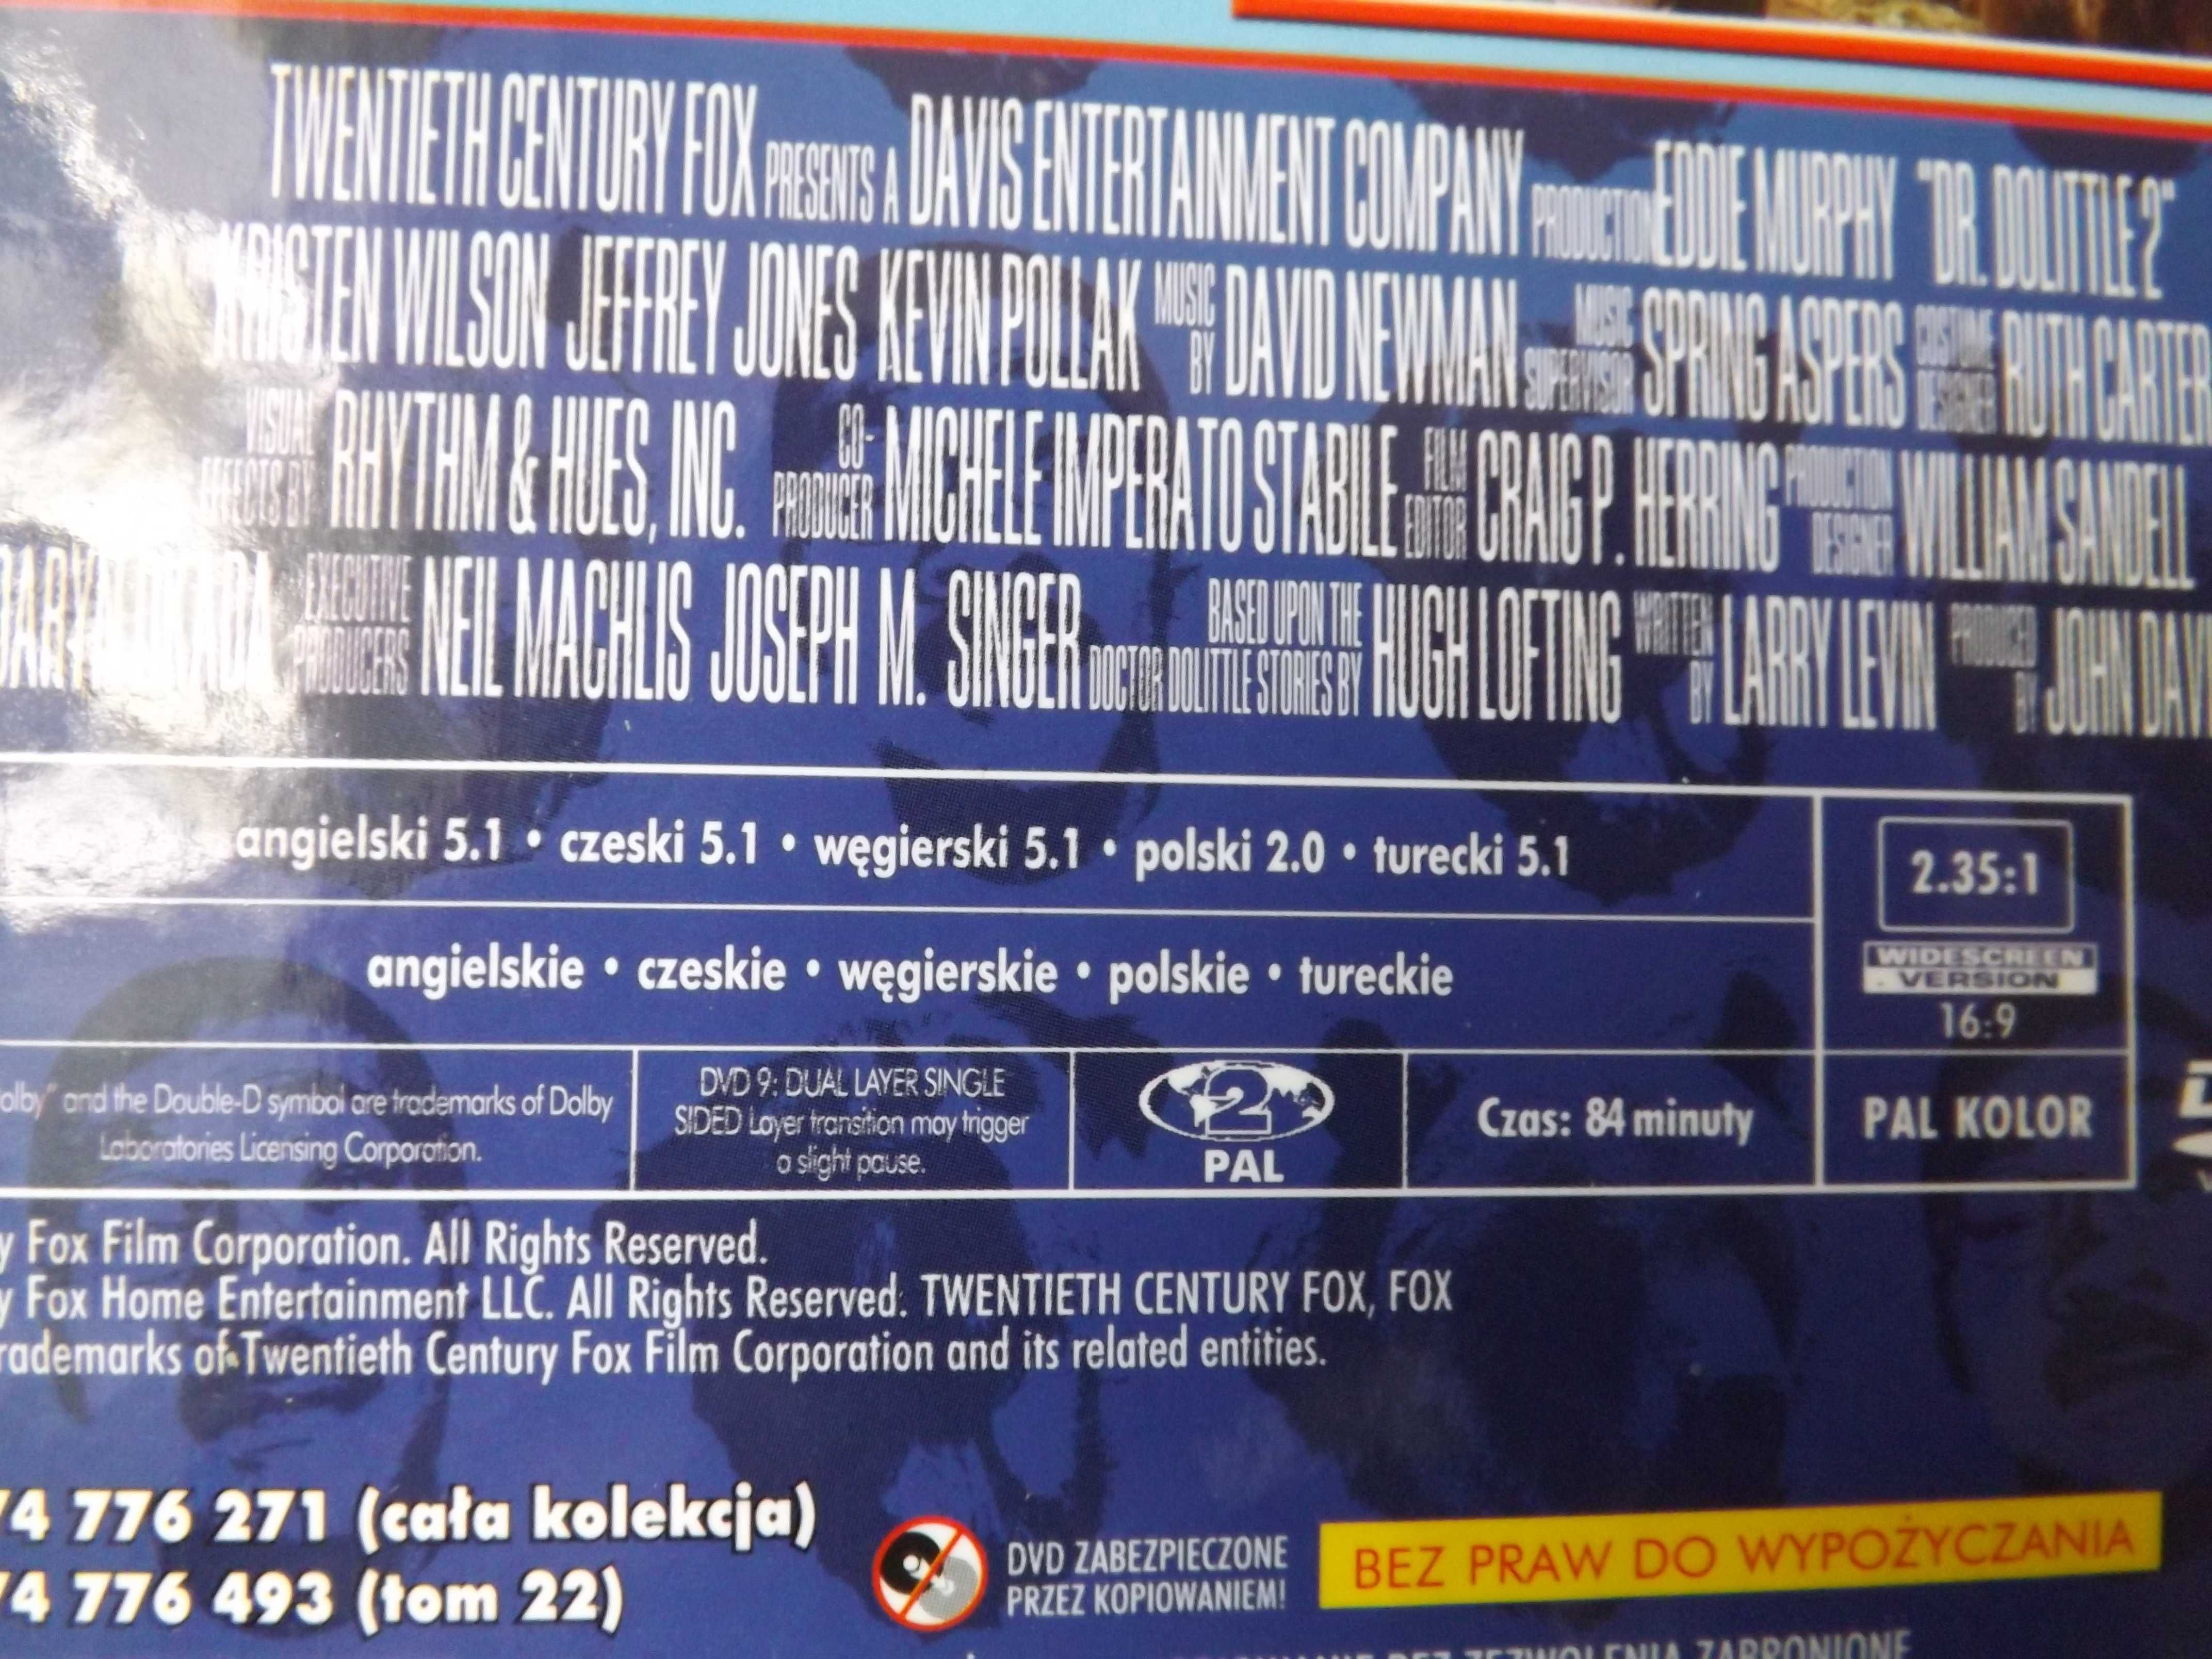 TWENTIETH CENTURY FOX PRESENTS A DAVIS ENTERTAINMENT COMPANY PRODUCTION EDDIE MURPHY "DR. DOLITTLE 2"
KRISTEN WILSON JEFFREY JONES KEVIN POLLAK MUSIC BY DAVID NEWMAN MUSIC SUPERVISOR SPRING ASPERS COSTUME DESIGNER RUTH CARTER
VISUAL EFFECTS BY RHYTHM & HUES, INC. CO-PRODUCER MICHELE IMPERATO STABILE FILM EDITOR CRAIG P. HERRING PRODUCTION DESIGNER WILLIAM SANDELL
EXECUTIVE PRODUCERS NEIL MACHLIS JOSEPH M. SINGER BASED UPON THE DOCTOR DOLITTLE STORIES BY HUGH LOFTING WRITTEN BY LARRY LEVIN PRODUCED BY JOHN DAV
angielski 5.1 • czeski 5.1 • węgierski 5.1 • polski 2.0 • turecki 5.1
2.35:1
angielskie • czeskie • węgierskie • polskie • tureckie
WIDESCREEN
VERSION
16:9
olby" and the Double-D symbol are trademarks of Dolby
Laboratories Licensing Corporation.
DVD 9: DUAL LAYER SINGLE
SIDED Layer transition may trigger
a slight pause.
2
PAL
Czas: 84 minuty
PAL KOLOR
y Fox Film Corporation. All Rights Reserved.
y Fox Home Entertainment LLC. All Rights Reserved. TWENTIETH CENTURY FOX, FOX
rademarks of Twentieth Century Fox Film Corporation and its related entities.
74 776 271 (cała kolekcja)
74 776 493 (tom 22)
DVD ZABEZPIECZONE
PRZEZ KOPIOWANIEM!
BEZ PRAW DO WYPOŻYCZANIA
BEZ ZEZWOLENIA ZABRONIONE